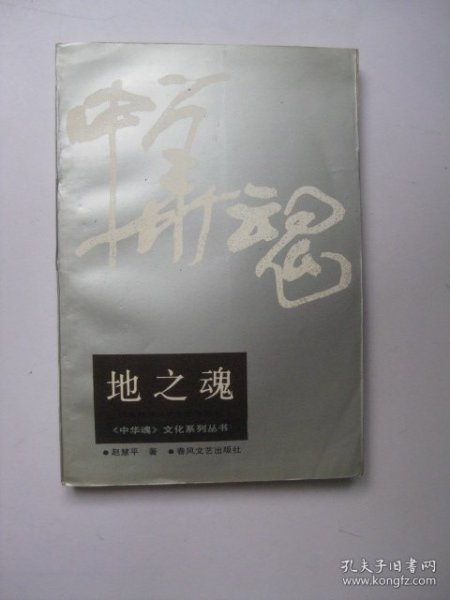 中华魂
地之魂
《中华魂》文化系列丛书
●赵慧平 著 ●春风文艺出版社
孔夫子旧书网
www.kongfz.com